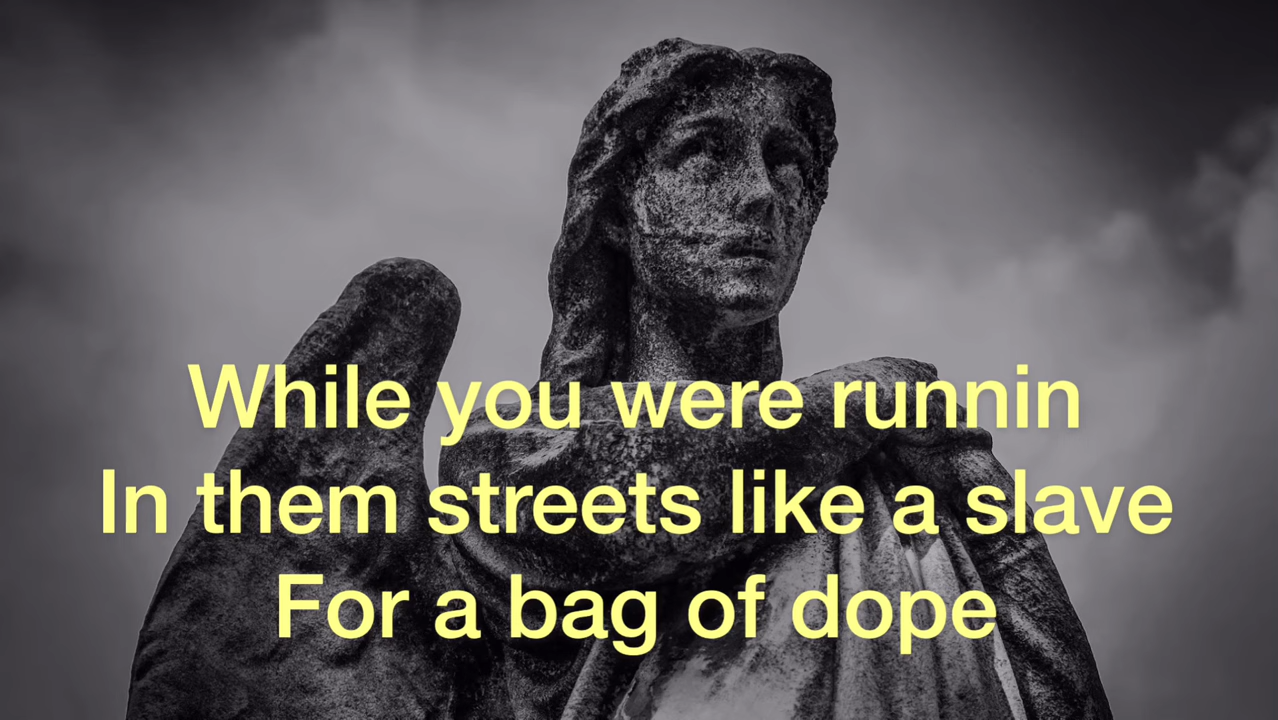 While you were runnin
In them streets like a slave
For a bag of dope